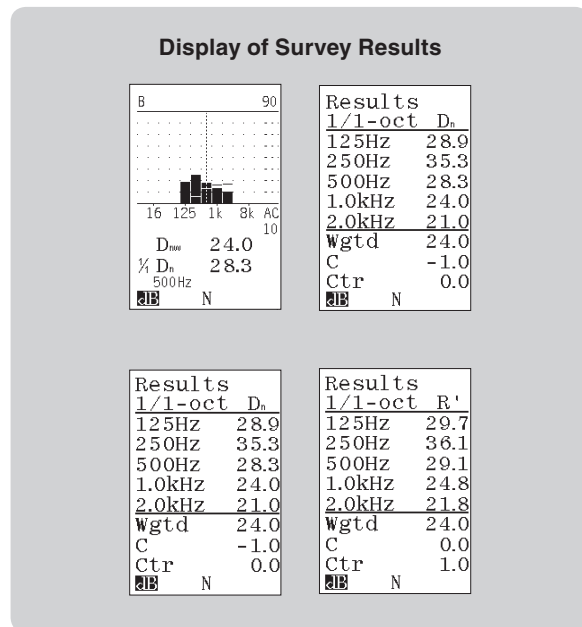 Display of Survey Results
B 90
16 125 1k 8k AC
10
Dnw 24.0
1/1 Dn 28.3
500Hz
dB N
Results
1/1-oct Dn
125Hz 28.9
250Hz 35.3
500Hz 28.3
1.0kHz 24.0
2.0kHz 21.0
Wgtd 24.0
C -1.0
Ctr 0.0
dB N
Results
1/1-oct Dn
125Hz 28.9
250Hz 35.3
500Hz 28.3
1.0kHz 24.0
2.0kHz 21.0
Wgtd 24.0
C -1.0
Ctr 0.0
dB N
Results
1/1-oct R'
125Hz 29.7
250Hz 36.1
500Hz 29.1
1.0kHz 24.8
2.0kHz 21.8
Wgtd 24.0
C 0.0
Ctr 1.0
dB N